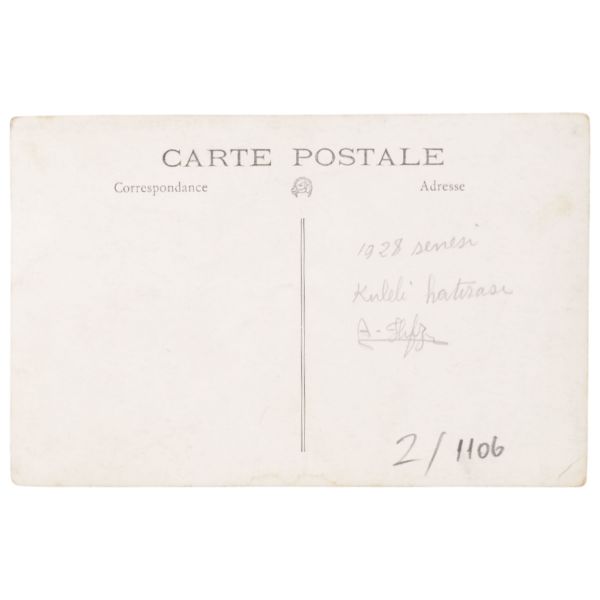 CARTE POSTALE
Correspondance
Adresse
1928 senesi
Kuleli hatırası
2/1106